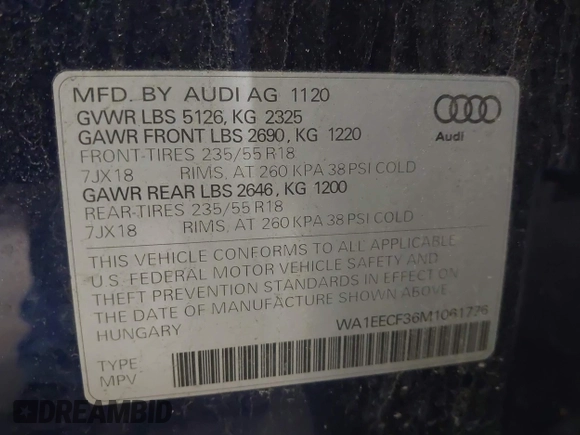 MFD. BY AUDI AG 1120
GVWR LBS 5126, KG 2325
GAWR FRONT LBS 2690, KG 1220
FRONT-TIRES 235/55 R18
7JX18 RIMS, AT 260 KPA 38 PSI COLD
GAWR REAR LBS 2646, KG 1200
REAR-TIRES 235/55 R18
7JX18 RIMS, AT 260 KPA 38 PSI COLD
Audi
THIS VEHICLE CONFORMS TO ALL APPLICABLE
U.S. FEDERAL MOTOR VEHICLE SAFETY AND
THEFT PREVENTION STANDARDS IN EFFECT ON
THE DATE OF MANUFACTURE SHOWN ABOVE
HUNGARY
WA1EECF36M1061776
TYPE:
MPV
DREAMBID